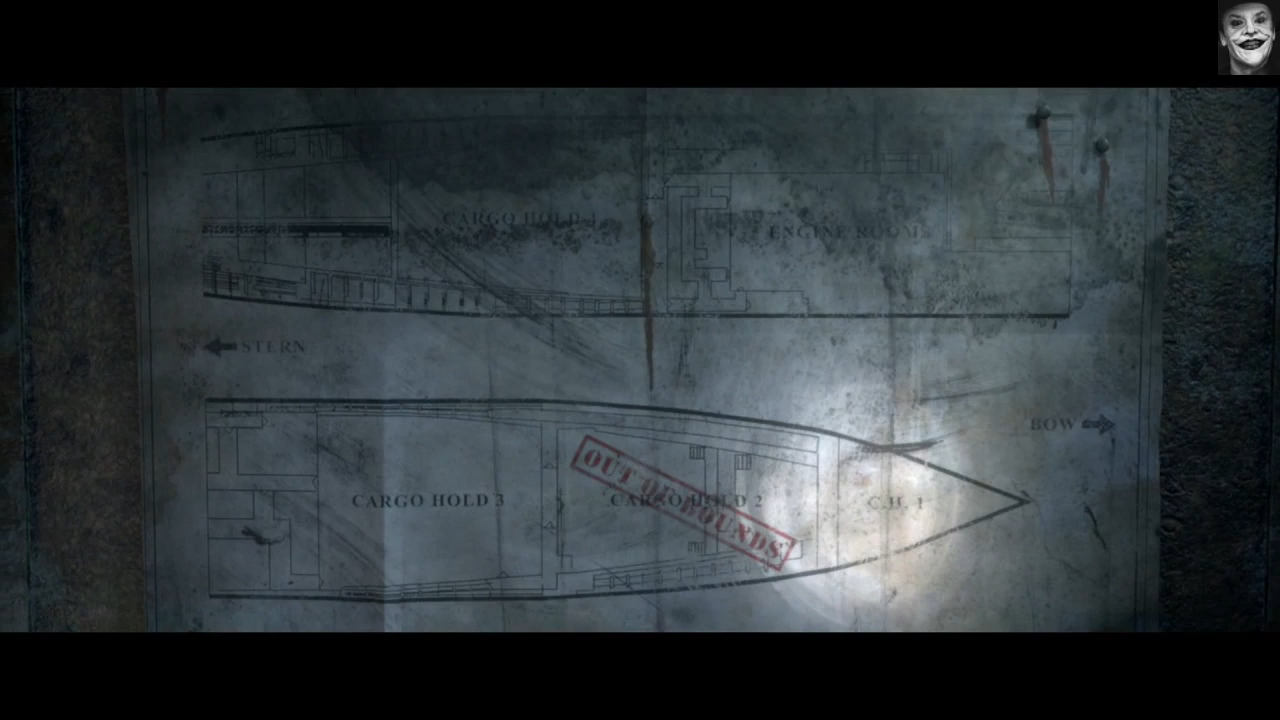 CARGO HOLD 4
ENGINE ROOM
STERN
BOW
OUT OF BOUNDS
CARGO HOLD 3
CARGO HOLD 2
C.H. 1